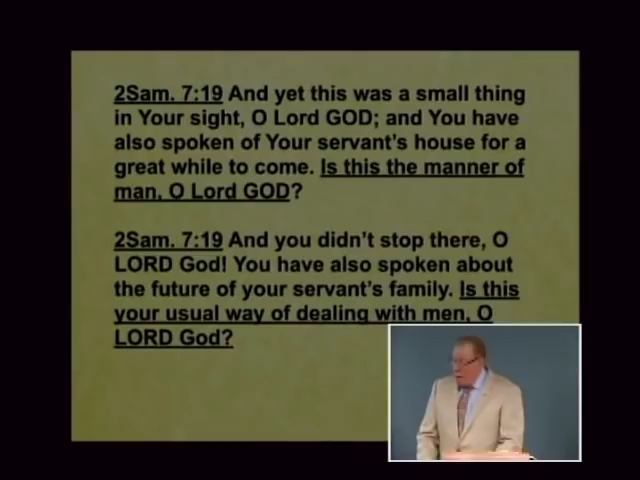 2Sam. 7:19 And yet this was a small thing
in Your sight, O Lord GOD; and You have
also spoken of Your servant's house for a
great while to come. Is this the manner of
man, O Lord GOD?
2Sam. 7:19 And you didn't stop there, O
LORD God! You have also spoken about
the future of your servant's family. Is this
your usual way of dealing with men, O
LORD God?